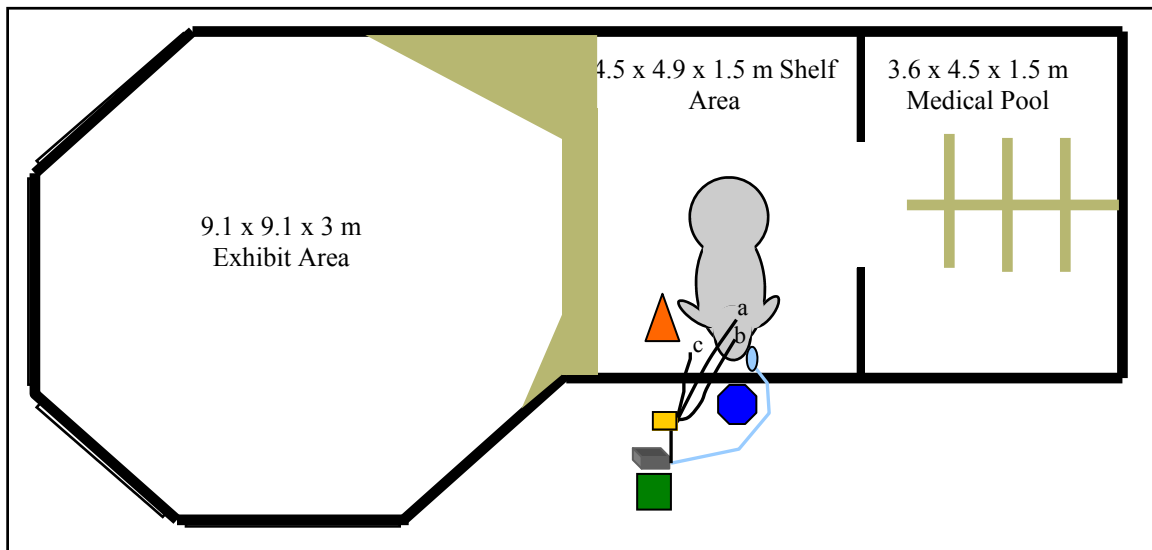 4.5 x 4.9 x 1.5 m Shelf
Area
3.6 x 4.5 x 1.5 m
Medical Pool
9.1 x 9.1 x 3 m
Exhibit Area
a
b
c